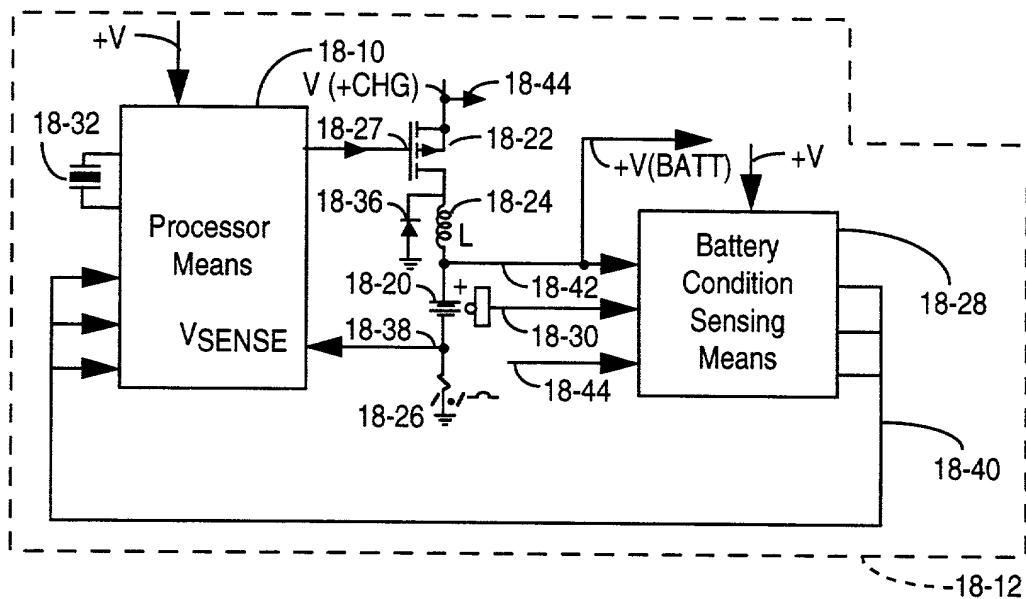 +V
18-10
V (+CHG)
18-44
18-32
18-27
18-22
+V(BATT)
+V
18-36
18-24
L
Processor
Means
Battery
Condition
Sensing
Means
18-20
+
18-42
18-28
18-38
18-30
VSENSE
18-44
18-26
18-40
18-12